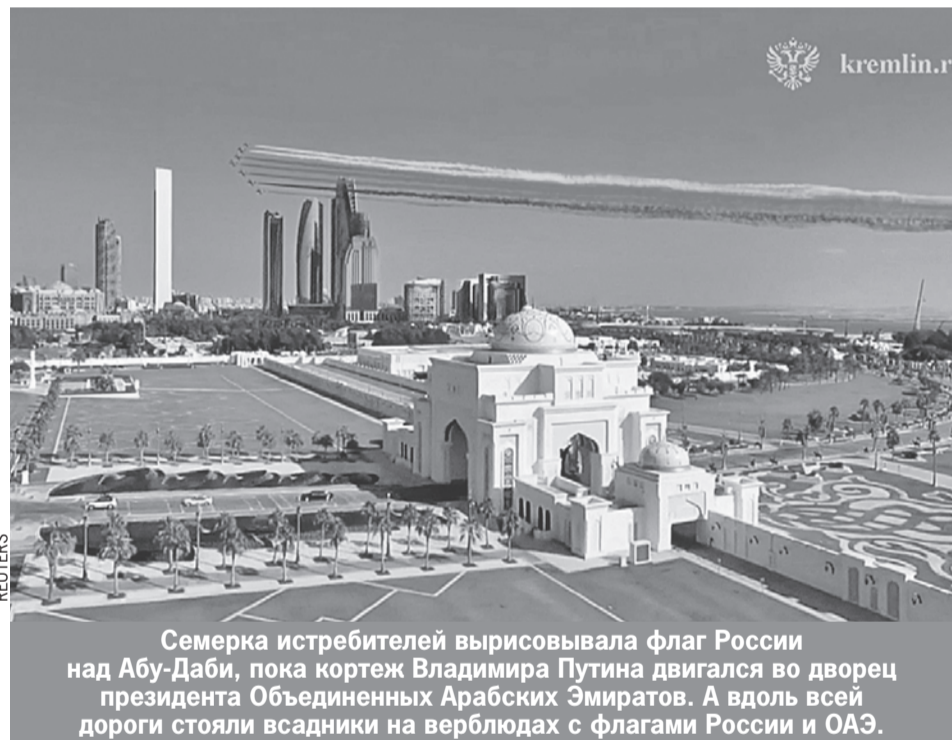 kremlin.r
REUTERS
Семерка истребителей вырисовывала флаг России
над Абу-Даби, пока кортеж Владимира Путина двигался во дворец
президента Объединенных Арабских Эмиратов. А вдоль всей
дороги стояли всадники на верблюдах с флагами России и ОАЭ.